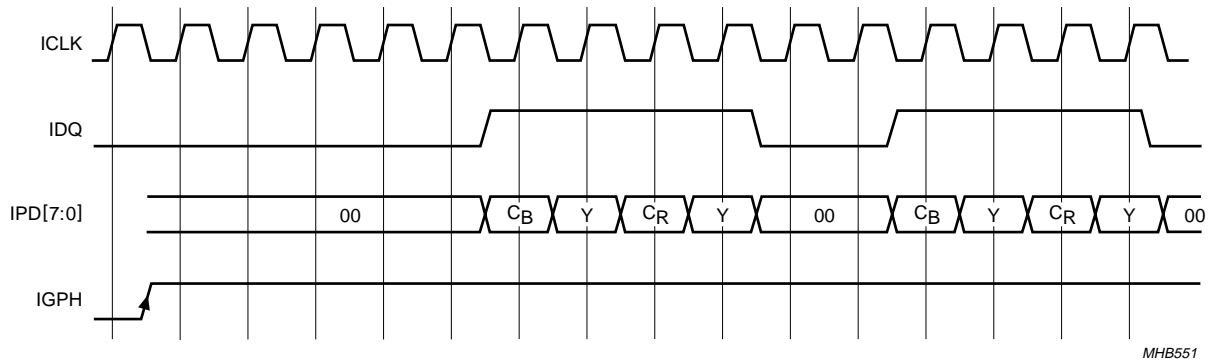 ICLK
IDQ
IPD[7:0] 00 CB Y CR Y 00 CB Y CR Y 00
IGPH
MHB551